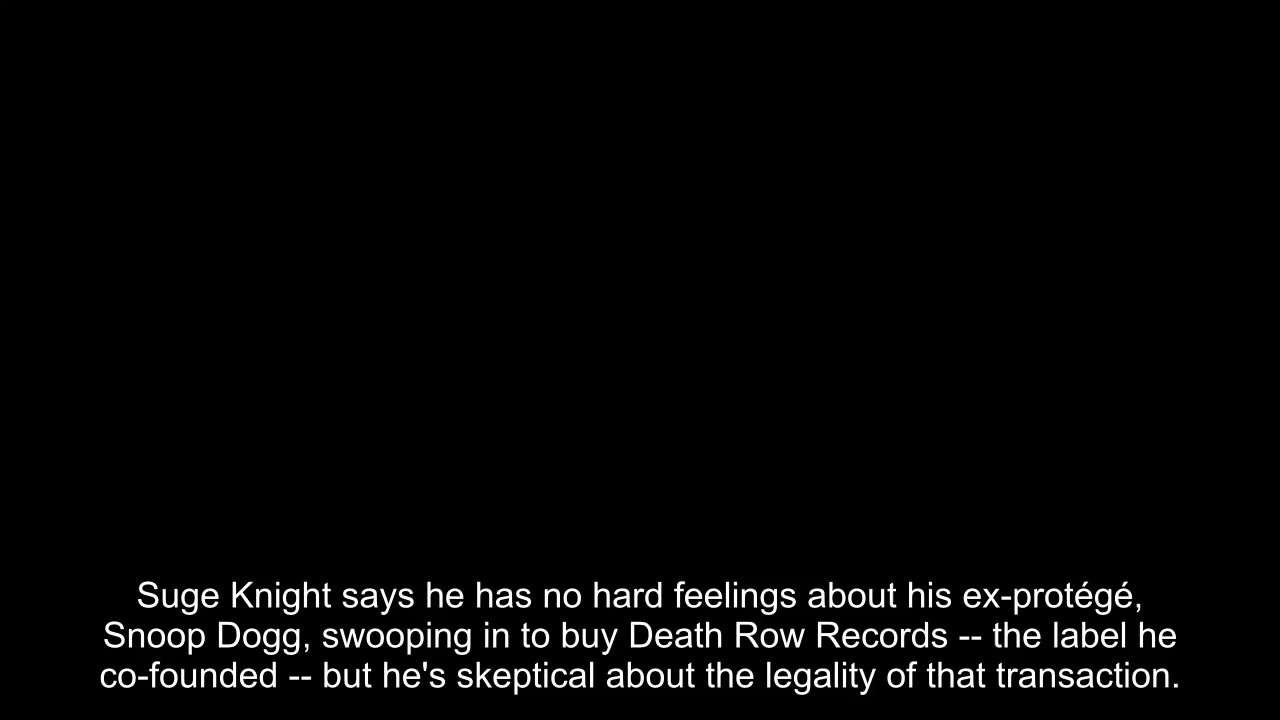 Suge Knight says he has no hard feelings about his ex-protégé,
Snoop Dogg, swooping in to buy Death Row Records -- the label he
co-founded -- but he's skeptical about the legality of that transaction.